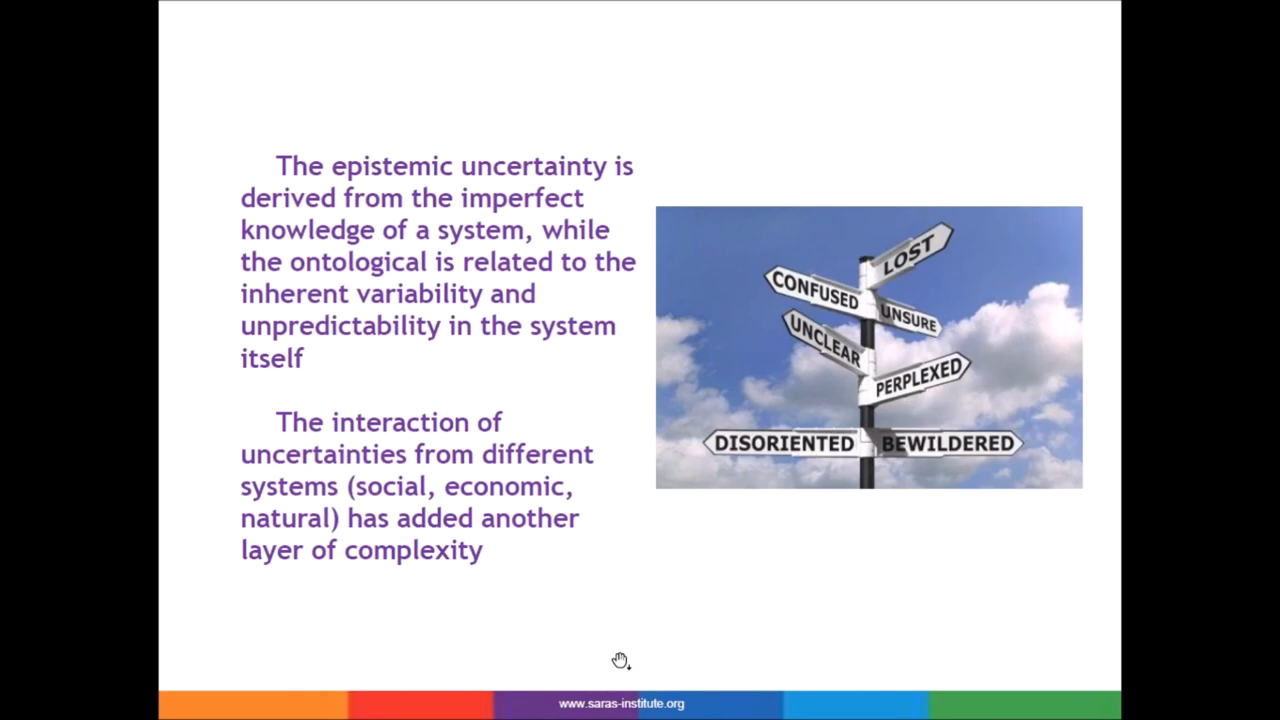 The epistemic uncertainty is
derived from the imperfect
knowledge of a system, while
the ontological is related to the
inherent variability and
unpredictability in the system
itself
The interaction of
uncertainties from different
systems (social, economic,
natural) has added another
layer of complexity
LOST
CONFUSED
UNSURE
UNCLEAR
PERPLEXED
DISORIENTED
BEWILDERED
www.saras-institute.org